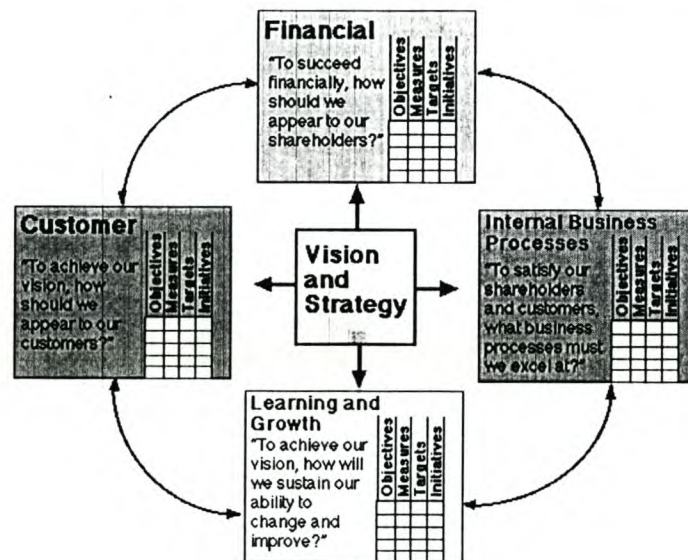 Financial
"To succeed
financially, how
should we
appear to our
shareholders?"
Objectives
Measures
Targets
Initiatives
Customer
"To achieve our
vision, how
should we
appear to our
customers?"
Objectives
Measures
Targets
Initiatives
Vision
and
Strategy
Internal Business
Processes
"To satisfy our
shareholders
and customers,
what business
processes must
we excel at?"
Objectives
Measures
Targets
Initiatives
Learning and
Growth
"To achieve our
vision, how will
we sustain our
ability to
change and
improve?"
Objectives
Measures
Targets
Initiatives